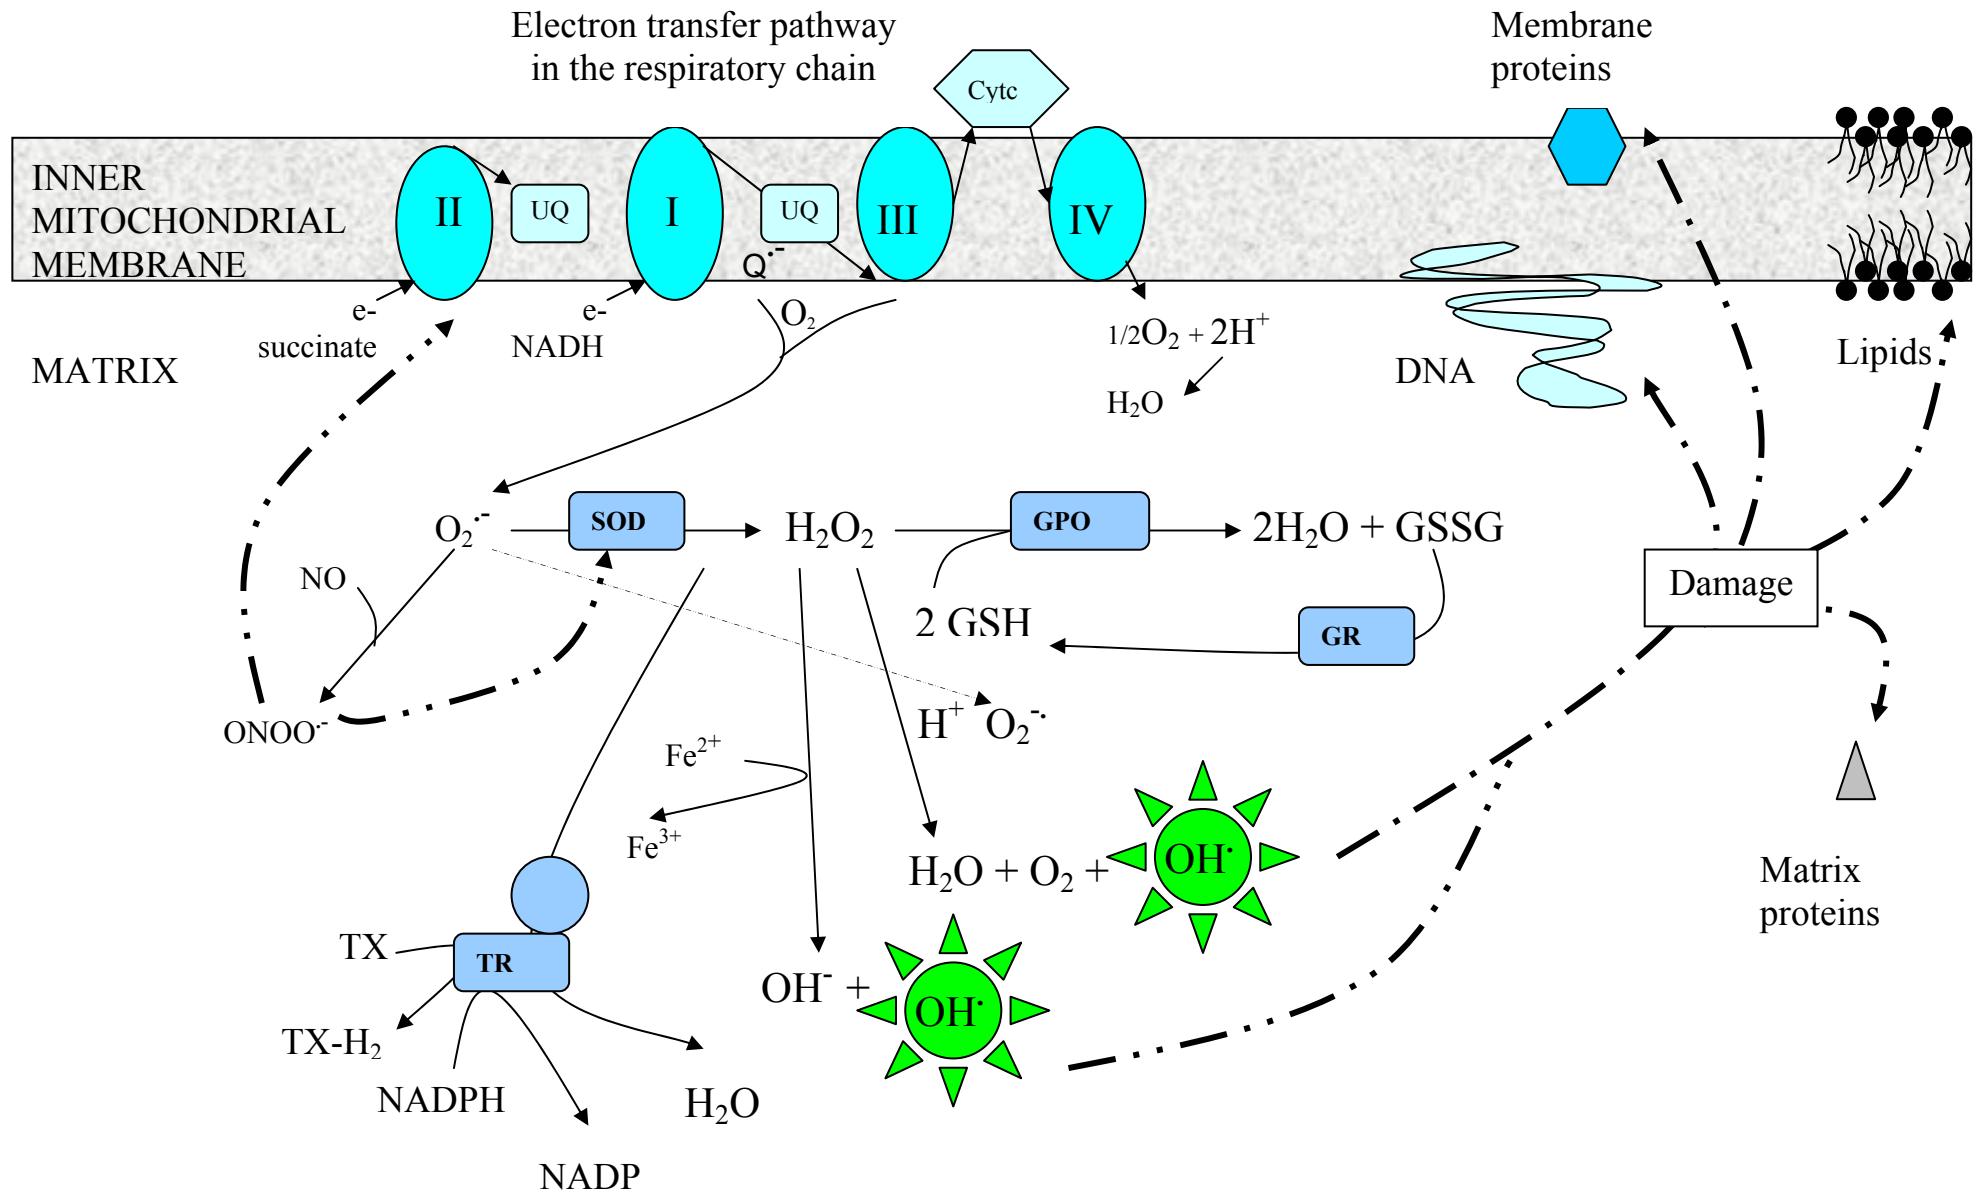 Electron transfer pathway
in the respiratory chain
Membrane
proteins
Cytc
INNER
MITOCHONDRIAL
MEMBRANE
II
UQ
I
UQ
III
IV
Q·-
e-
succinate
e-
NADH
O₂
1/2O₂ + 2H⁺
H₂O
MATRIX
DNA
Lipids
O₂·-
SOD
H₂O₂
GPO
2H₂O + GSSG
NO
2 GSH
GR
Damage
ONOO·-
H⁺ O₂-·
Fe²⁺
Fe³⁺
H₂O + O₂ +
OH·
Matrix
proteins
TX
TR
OH⁻ +
OH·
TX-H₂
NADPH
H₂O
NADP